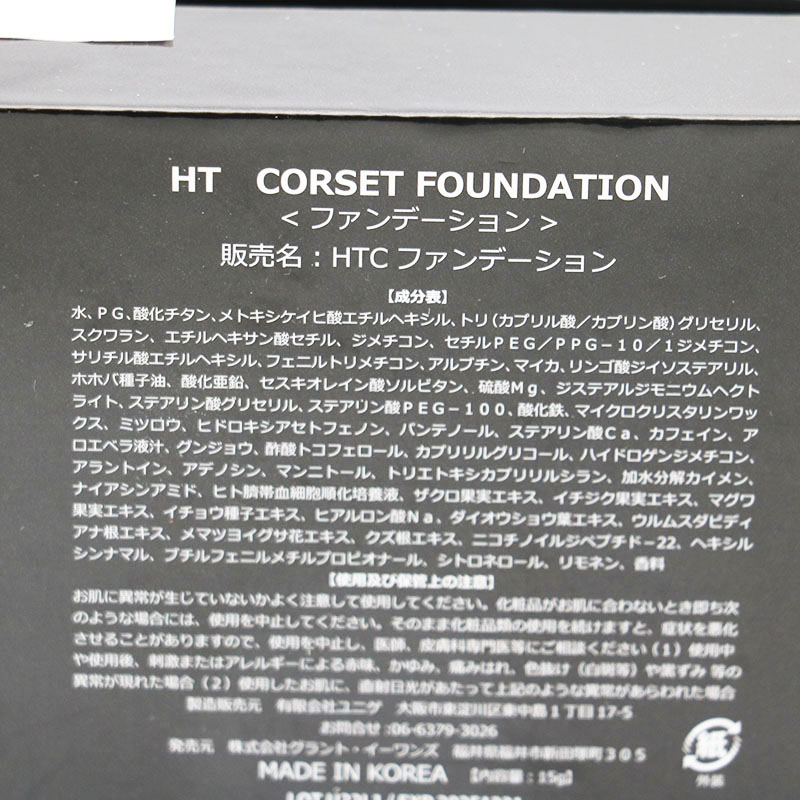 HT CORSET FOUNDATION
<ファンデーション>
販売名:HTCファンデーション
【成分表】
水、PG、酸化チタン、メトキシケイヒ酸エチルヘキシル、トリ(カプリル酸/カプリン酸)グリセリル、
スクワラン、エチルヘキサン酸セチル、ジメチコン、セチルPEG/PPG-10/1ジメチコン、
サリチル酸エチルヘキシル、フェニルトリメチコン、アルブチン、マイカ、リンゴ酸ジイソステアリル、
ホホバ種子油、酸化亜鉛、セスキオレイン酸ソルビタン、硫酸Mg、ジステアルジモニウムヘクト
ライト、ステアリン酸グリセリル、ステアリン酸PEG-100、酸化鉄、マイクロクリスタリンワッ
クス、ミツロウ、ヒドロキシアセトフェノン、パンテノール、ステアリン酸Ca、カフェイン、ア
ロエベラ液汁、グンジョウ、酢酸トコフェロール、カプリリルグリコール、ハイドロゲンジメチコン、
アラントイン、アデノシン、マンニトール、トリエトキシカプリリルシラン、加水分解カイメン、
ナイアシンアミド、ヒト臍帯血細胞順化培養液、ザクロ果実エキス、イチジク果実エキス、マグワ
果実エキス、イチョウ種子エキス、ヒアルロン酸Na、ダイオウショウ葉エキス、ウルムスダビディ
アナ根エキス、メマツヨイグサ花エキス、クズ根エキス、ニコチノイルジペプチド-22、ヘキシル
シンナマル、ブチルフェニルメチルプロピオナール、シトロネロール、リモネン、香料
【使用及び保管上の注意】
お肌に異常が生じていないかよく注意して使用してください。化粧品がお肌に合わないとき即ち次
のような場合には、使用を中止してください。そのまま化粧品類の使用を続けますと、症状を悪化
させることがありますので、使用を中止し、医師、皮膚科専門医等にご相談ください(1)使用中
や使用後、刺激またはアレルギーによる赤味、かゆみ、痛みはれ、色抜け(白斑等)や黒ずみ 等の
異常が現れた場合(2)使用したお肌に、直射日光があたって上記のような異常があらわれた場合
製造販売元 有限会社ユニゲ 大阪市東淀川区東中島1丁目17-5
お問合せ:06-6379-3026
発売元 株式会社グラント・イーワンズ 福井県福井市新田塚町305
MADE IN KOREA 【内容量:15g】
紙
外箱